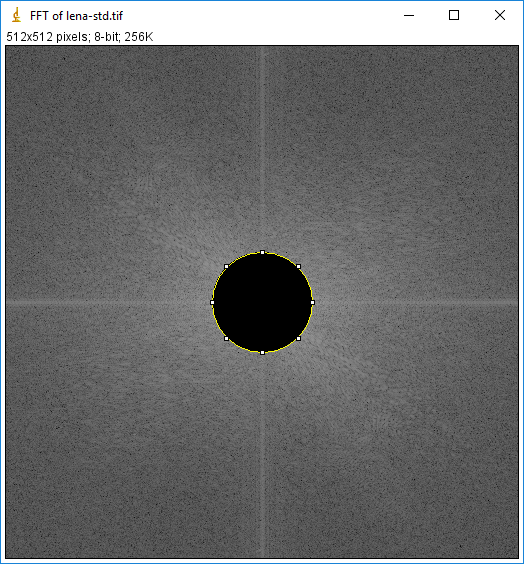 FFT of lena-std.tif
512x512 pixels; 8-bit; 256K